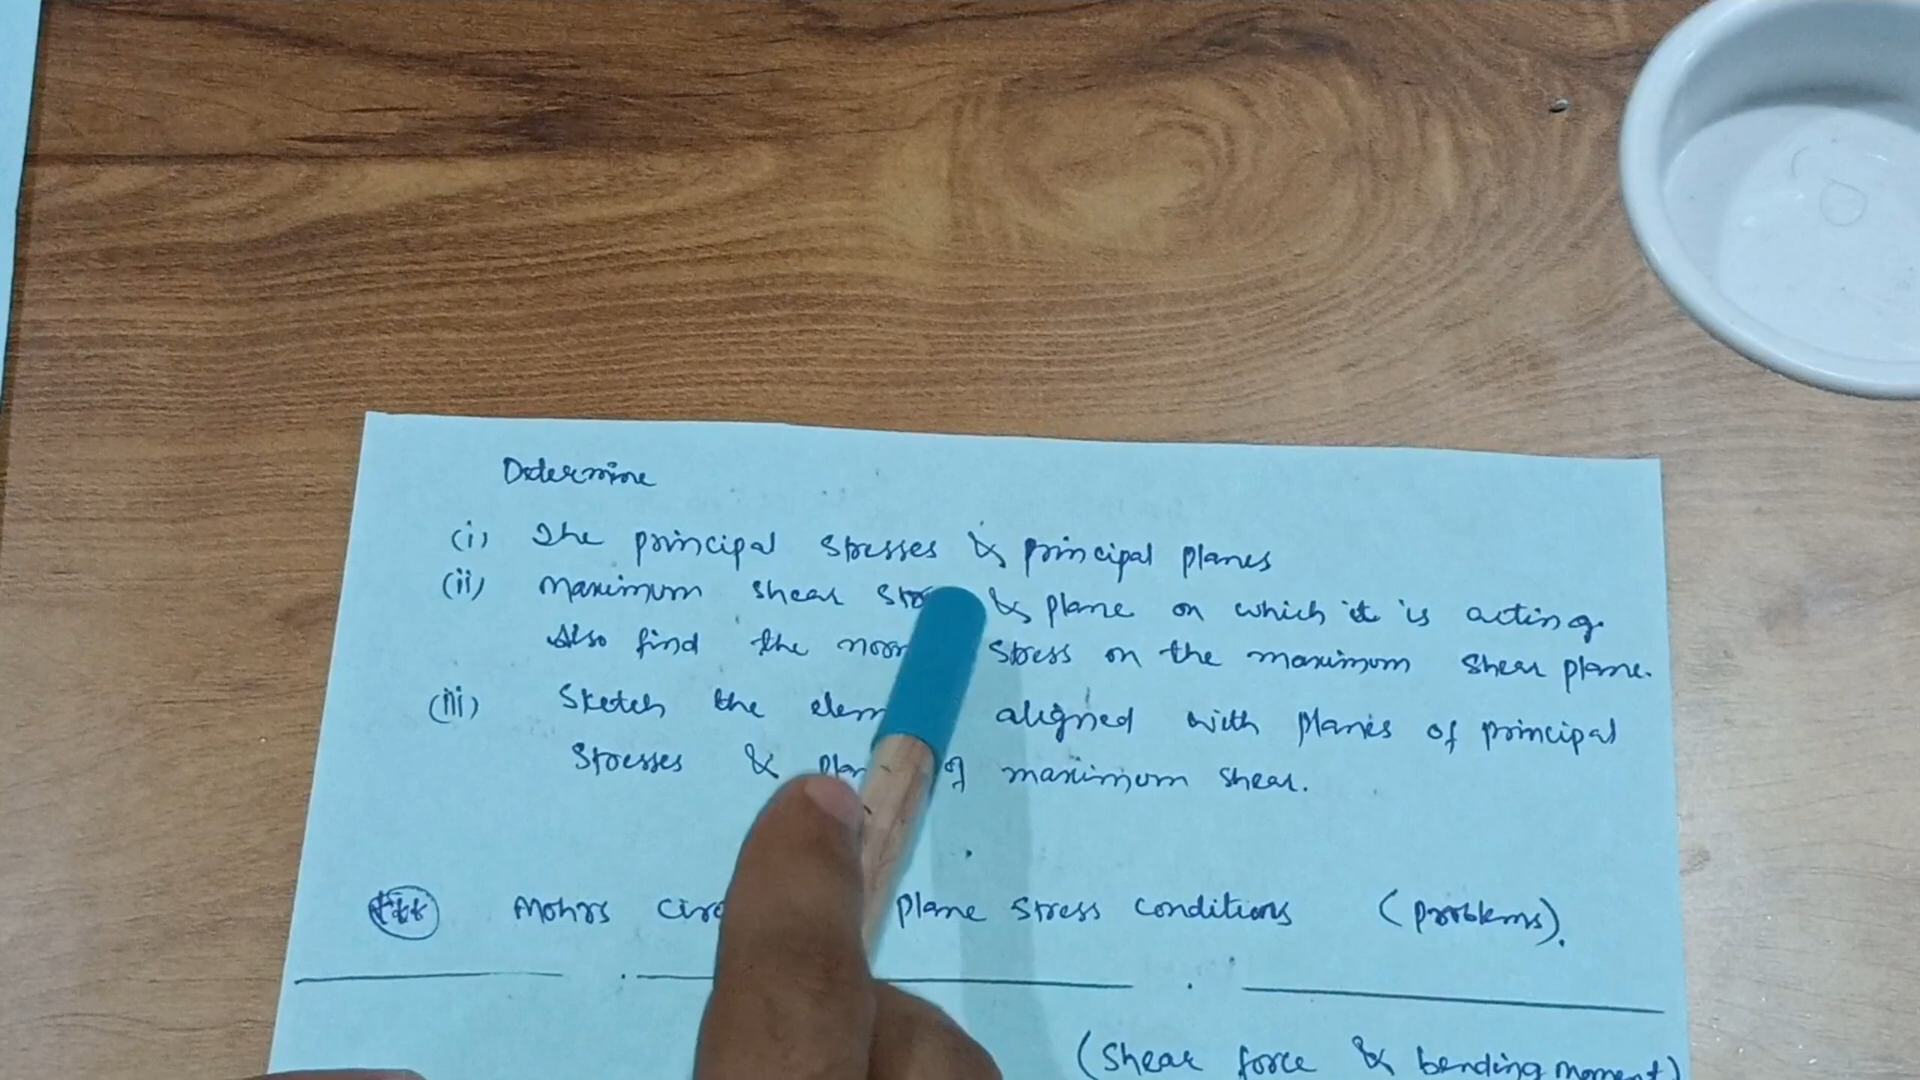 Determine
(i) The principal stresses & principal planes
(ii) Maximum shear & plane on which it is acting.
Also find the stress on the maximum shear plane.
(iii) Sketch the aligned with planes of principal
stresses & of maximum shear.
*** Mohrs plane stress conditions (problems).
(Shear force & bending moment)